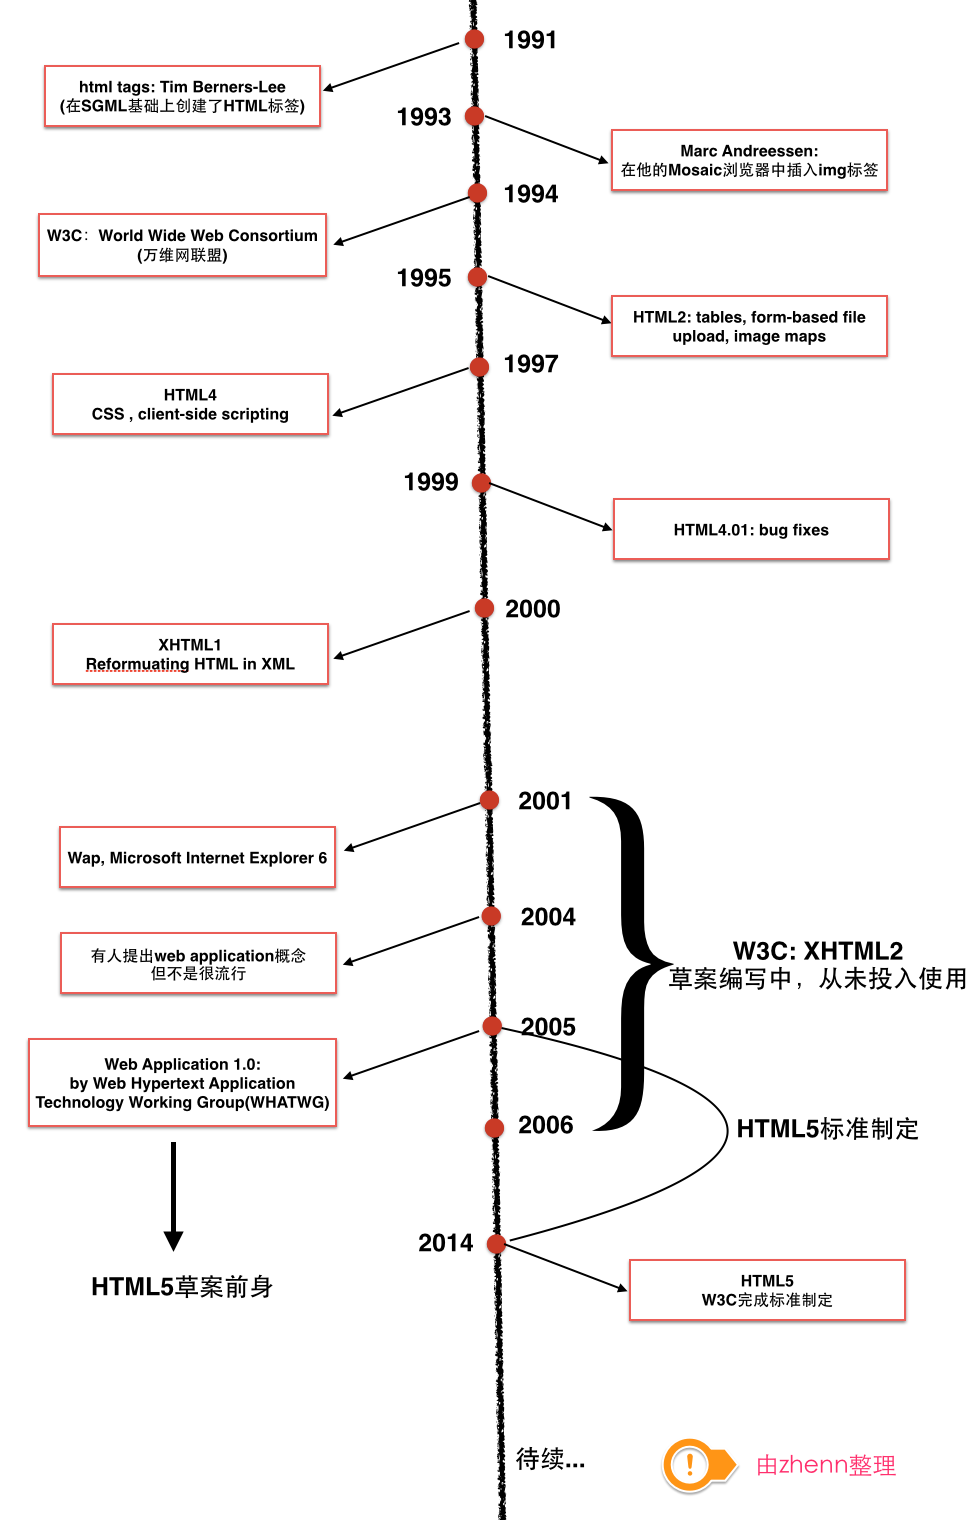 1991
html tags: Tim Berners-Lee
(在SGML基础上创建了HTML标签)
1993
Marc Andreessen:
在他的Mosaic浏览器中插入img标签
1994
W3C：World Wide Web Consortium
(万维网联盟)
1995
HTML2: tables, form-based file
upload, image maps
1997
HTML4
CSS , client-side scripting
1999
HTML4.01: bug fixes
2000
XHTML1
Reformuating HTML in XML
2001
Wap, Microsoft Internet Explorer 6
2004
有人提出web application概念
但不是很流行
W3C: XHTML2
草案编写中，从未投入使用
2005
Web Application 1.0:
by Web Hypertext Application
Technology Working Group(WHATWG)
2006
HTML5标准制定
2014
HTML5草案前身
HTML5
W3C完成标准制定
待续...
由zhenn整理